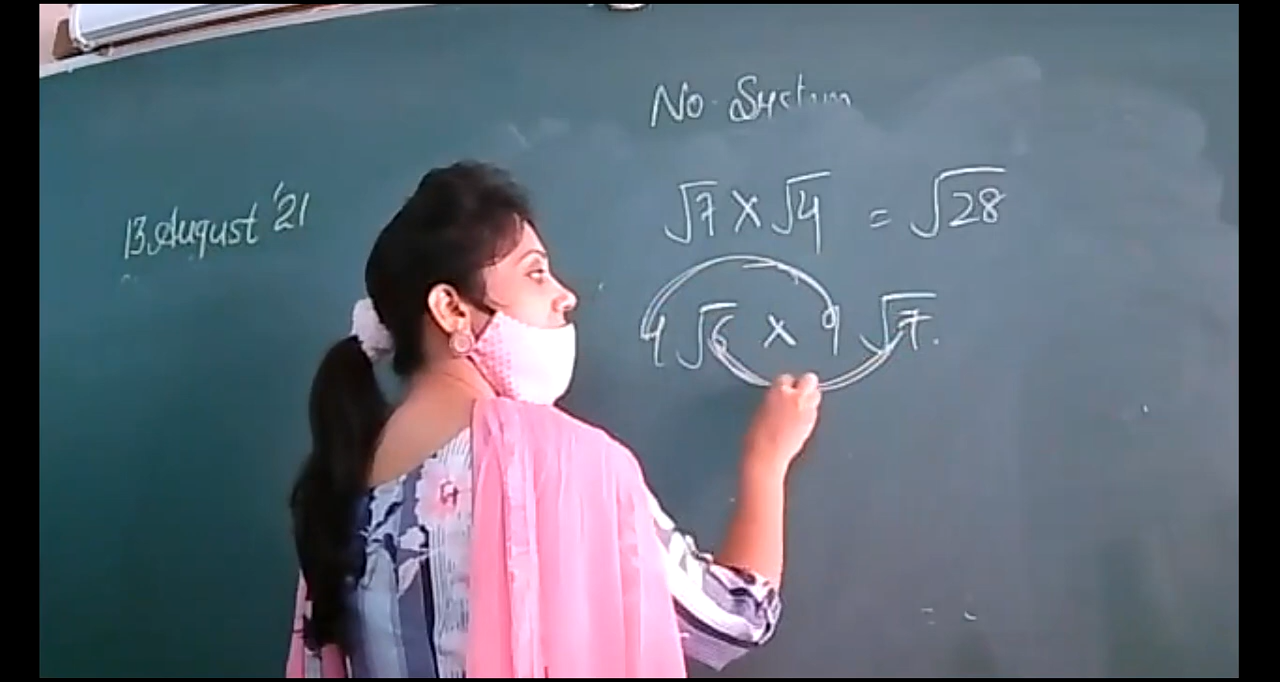 No. System
13 August '21
√7 × √4 = √28
4 √6 × 9 √7.